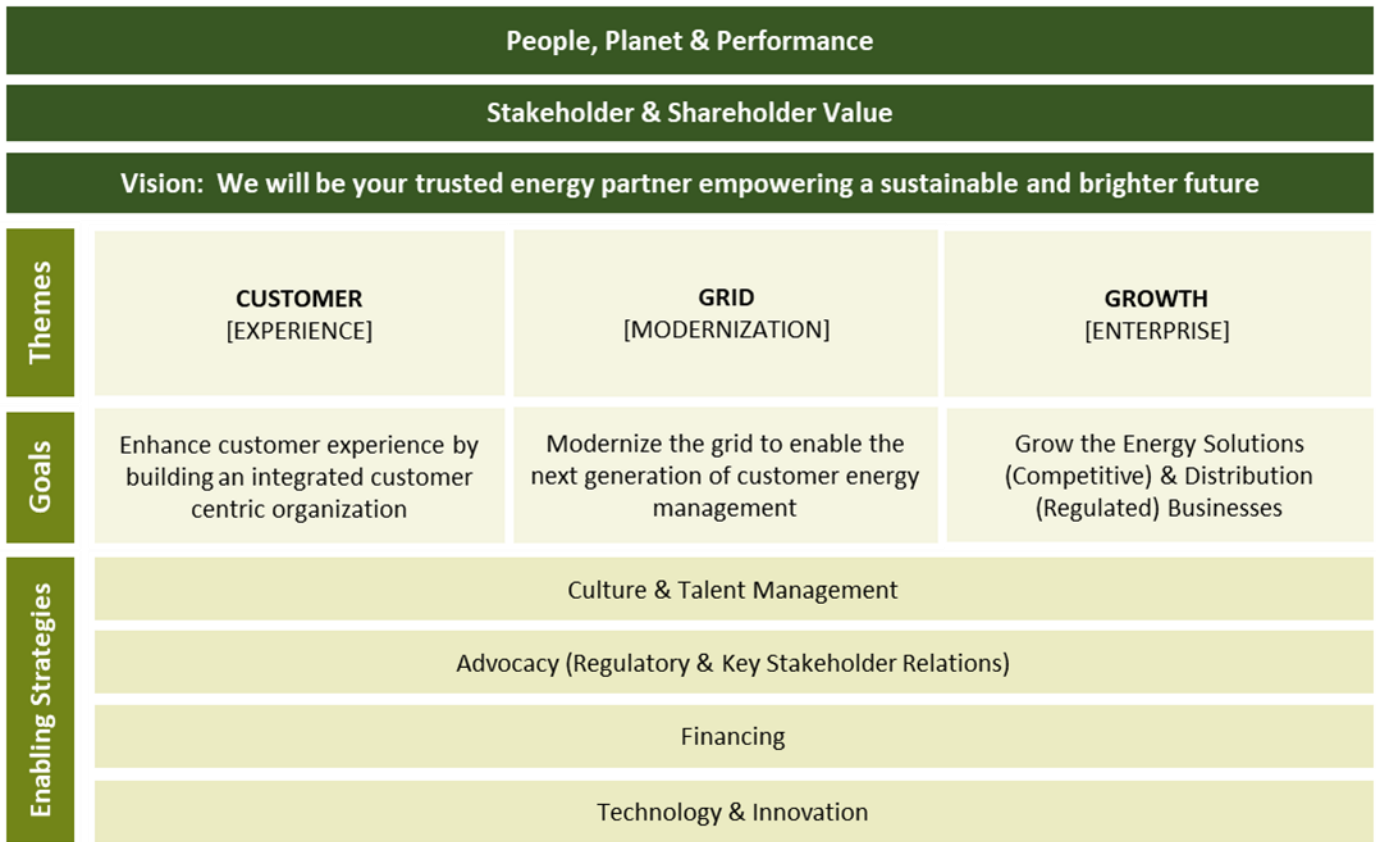 People, Planet & Performance
Stakeholder & Shareholder Value
Vision: We will be your trusted energy partner empowering a sustainable and brighter future
Themes
CUSTOMER
[EXPERIENCE]
GRID
[MODERNIZATION]
GROWTH
[ENTERPRISE]
Goals
Enhance customer experience by
building an integrated customer
centric organization
Modernize the grid to enable the
next generation of customer energy
management
Grow the Energy Solutions
(Competitive) & Distribution
(Regulated) Businesses
Enabling Strategies
Culture & Talent Management
Advocacy (Regulatory & Key Stakeholder Relations)
Financing
Technology & Innovation